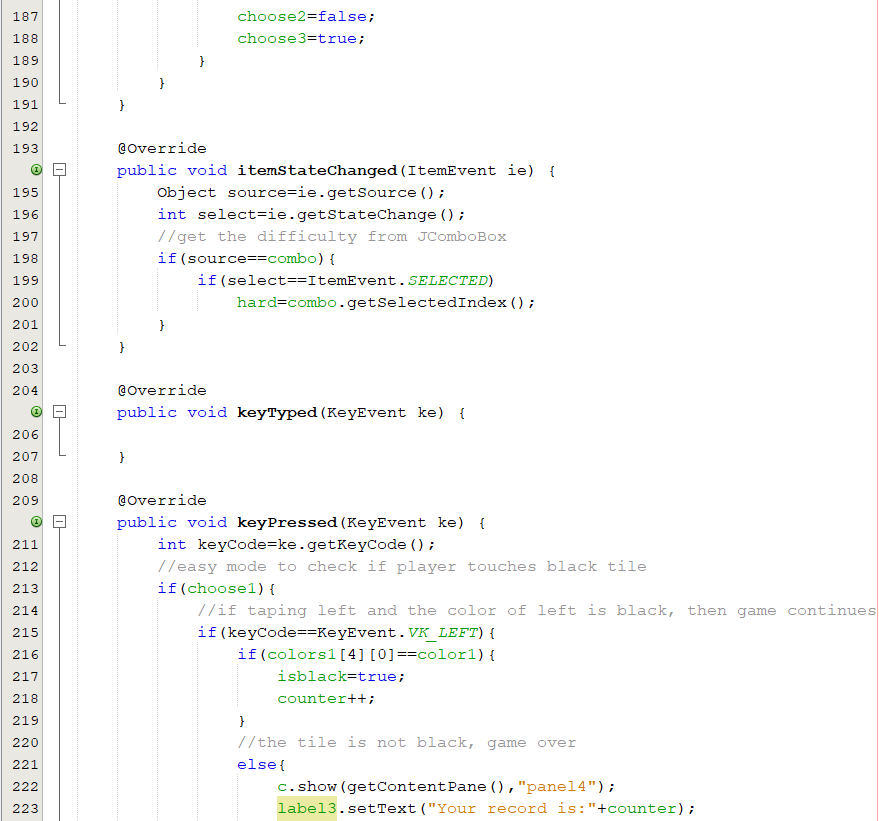 187                 choose2=false;
188                 choose3=true;
189             }
190         }
191     }
192
193     @Override
        public void itemStateChanged(ItemEvent ie) {
195         Object source=ie.getSource();
196         int select=ie.getStateChange();
197         //get the difficulty from JComboBox
198         if(source==combo){
199             if(select==ItemEvent.SELECTED)
200                 hard=combo.getSelectedIndex();
201         }
202     }
203
204     @Override
        public void keyTyped(KeyEvent ke) {
206
207     }
208
209     @Override
        public void keyPressed(KeyEvent ke) {
211         int keyCode=ke.getKeyCode();
212         //easy mode to check if player touches black tile
213         if(choose1){
214             //if taping left and the color of left is black, then game continues
215             if(keyCode==KeyEvent.VK_LEFT){
216                 if(colors1[4][0]==color1){
217                     isblack=true;
218                     counter++;
219                 }
220                 //the tile is not black, game over
221                 else{
222                     c.show(getContentPane(),"panel4");
223                     label3.setText("Your record is:"+counter);